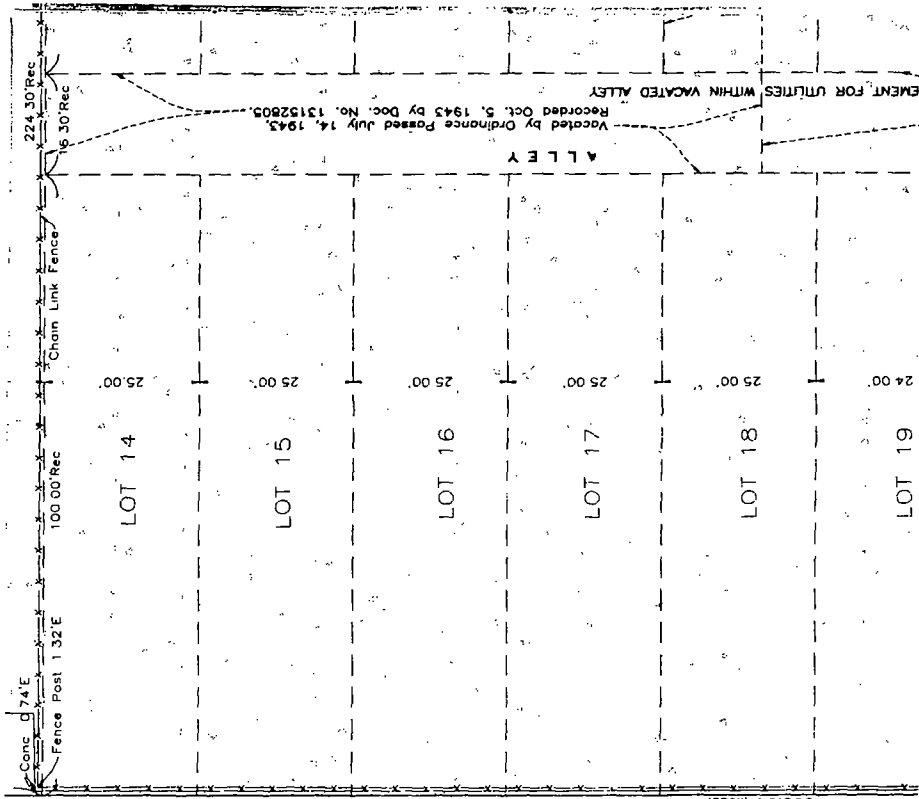 224.30'Rec
16.30'Rec
EMENT FOR UTILITIES WITHIN VACATED ALLEY
Vacated by Ordinance Passed July 14, 1943,
Recorded Oct. 5, 1943 by Doc. No. 13152805.
ALLEY
Chain Link Fence
25.00'
25.00'
25.00'
25.00'
25.00'
24.00'
100.00'Rec
LOT 14
LOT 15
LOT 16
LOT 17
LOT 18
LOT 19
Conc 0.74'E
Fence Post 1.32'E